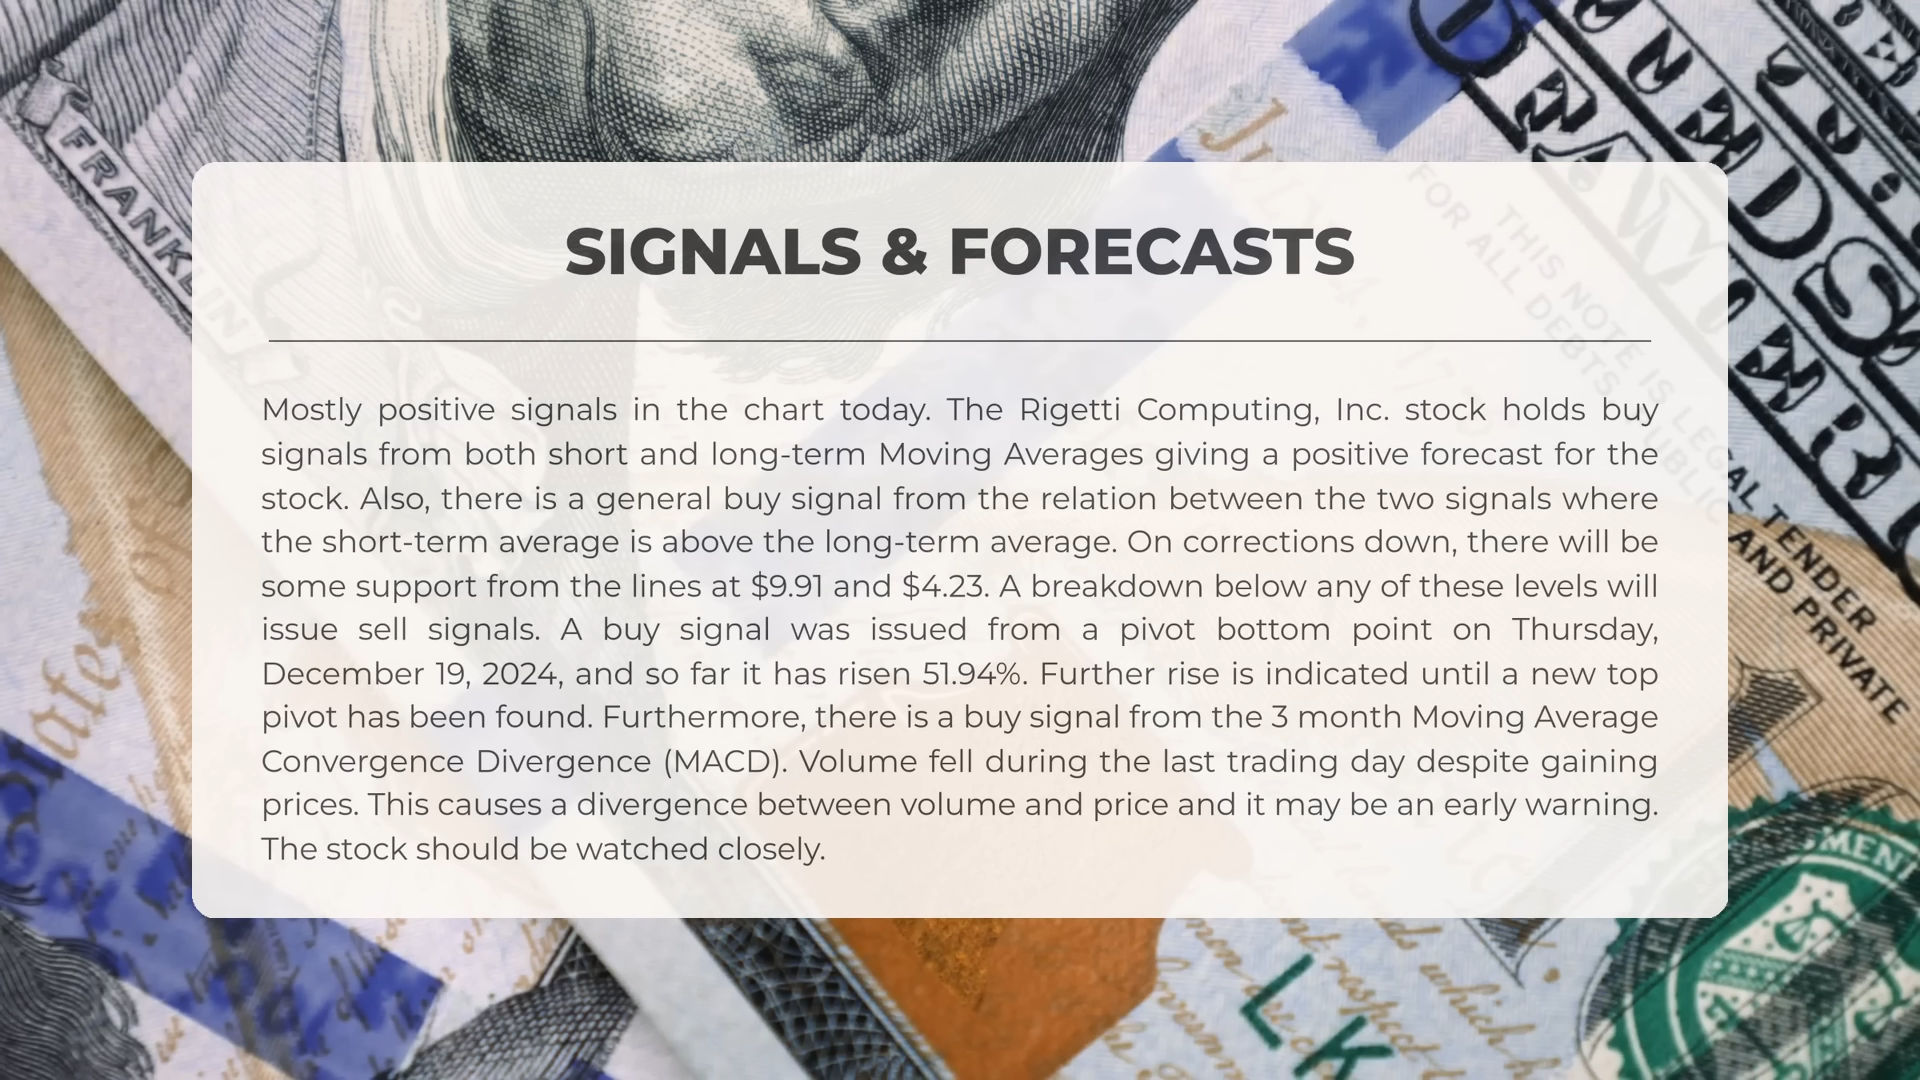 FRANKLIN
SIGNALS & FORECASTS
Mostly positive signals in the chart today. The Rigetti Computing, Inc. stock holds buy
signals from both short and long-term Moving Averages giving a positive forecast for the
stock. Also, there is a general buy signal from the relation between the two signals where
the short-term average is above the long-term average. On corrections down, there will be
some support from the lines at $9.91 and $4.23. A breakdown below any of these levels will
issue sell signals. A buy signal was issued from a pivot bottom point on Thursday,
December 19, 2024, and so far it has risen 51.94%. Further rise is indicated until a new top
pivot has been found. Furthermore, there is a buy signal from the 3 month Moving Average
Convergence Divergence (MACD). Volume fell during the last trading day despite gaining
prices. This causes a divergence between volume and price and it may be an early warning.
The stock should be watched closely.
THIS NOTE IS LEGAL TENDER
FOR ALL DEBTS PUBLIC AND PRIVATE
LK